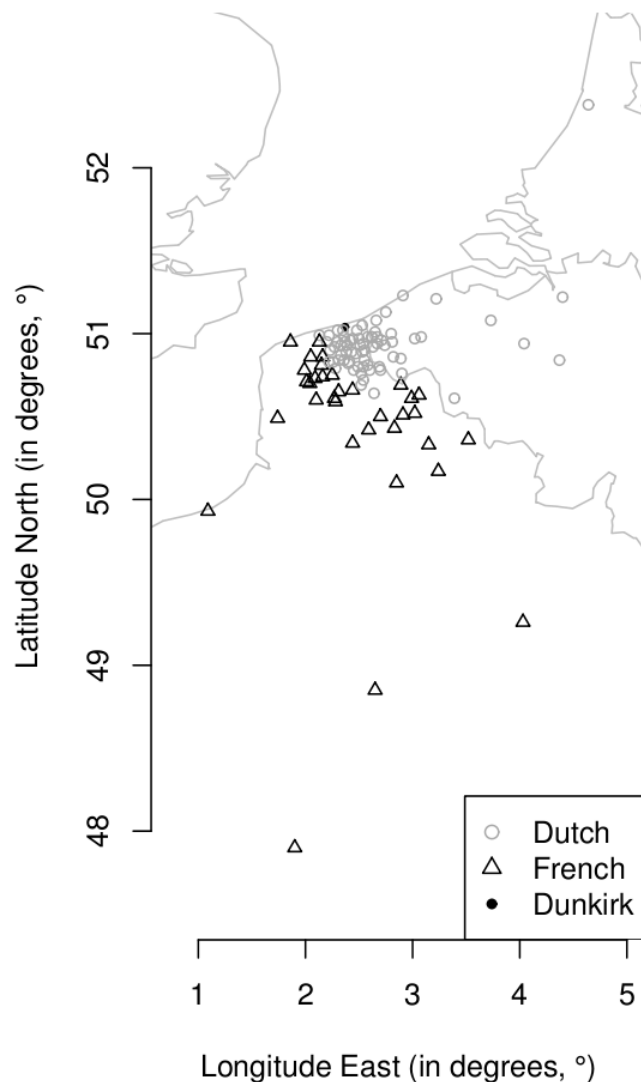 52
51
50
49
48
Latitude North (in degrees, °)
Dutch
French
Dunkirk
1 2 3 4 5
Longitude East (in degrees, °)